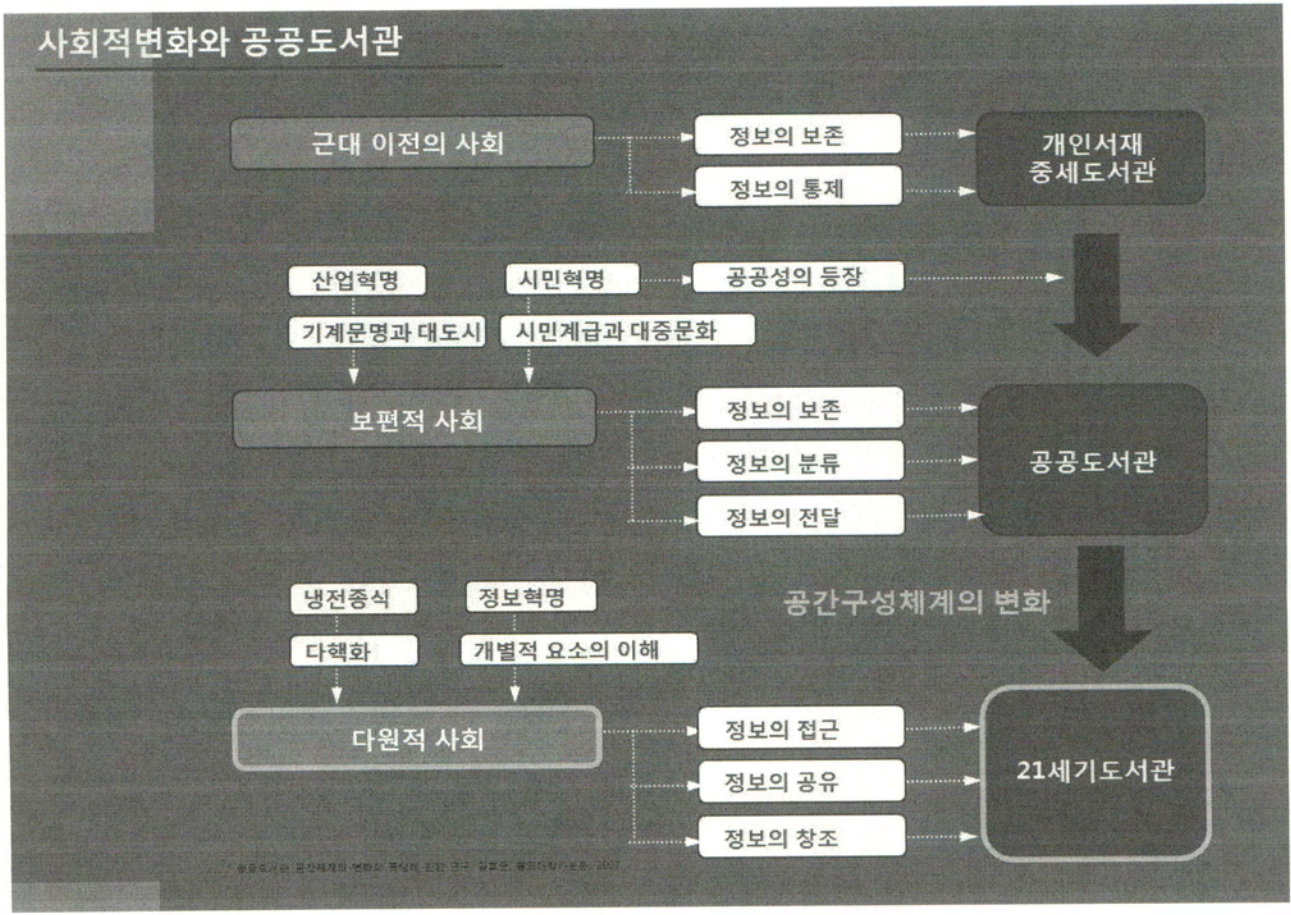 사회적변화와 공공도서관
근대 이전의 사회
정보의 보존
정보의 통제
개인서재
중세도서관
산업혁명
시민혁명
공공성의 등장
기계문명과 대도시
시민계급과 대중문화
보편적 사회
정보의 보존
정보의 분류
정보의 전달
공공도서관
냉전종식
정보혁명
공간구성체계의 변화
다핵화
개별적 요소의 이해
다원적 사회
정보의 접근
정보의 공유
정보의 창조
21세기도서관
2007